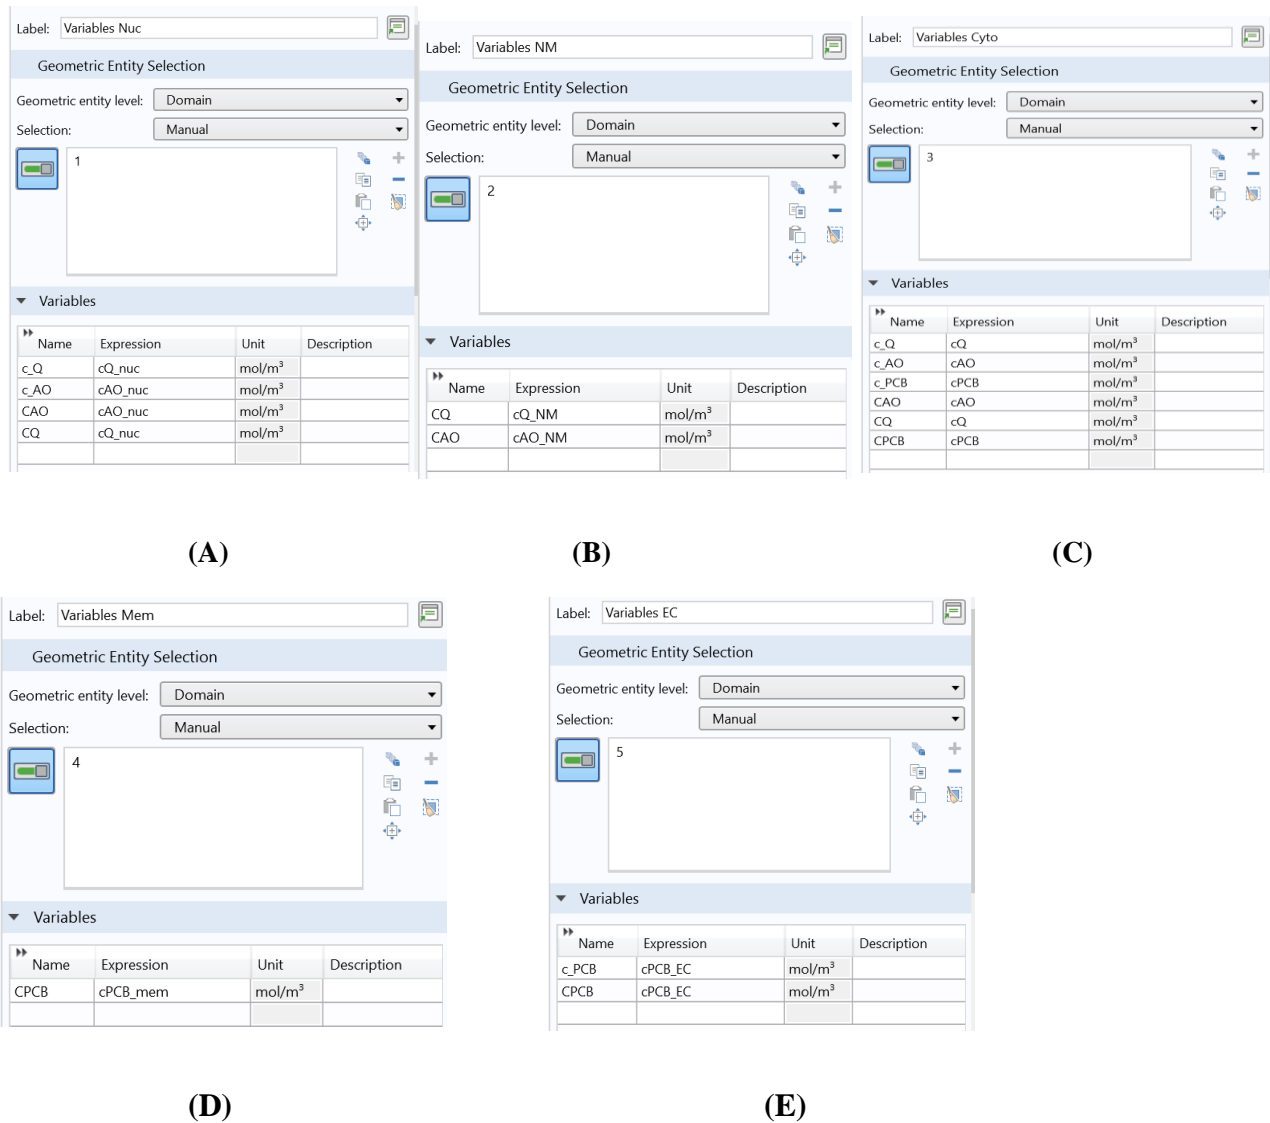 Label: Variables Nuc
Geometric Entity Selection
Geometric entity level: Domain
Selection: Manual
1
Variables
Name Expression Unit Description
c_Q cQ_nuc mol/m³
c_AO cAO_nuc mol/m³
CAO cAO_nuc mol/m³
CQ cQ_nuc mol/m³
(A)
Label: Variables NM
Geometric Entity Selection
Geometric entity level: Domain
Selection: Manual
2
Variables
Name Expression Unit Description
CQ cQ_NM mol/m³
CAO cAO_NM mol/m³
(B)
Label: Variables Cyto
Geometric Entity Selection
Geometric entity level: Domain
Selection: Manual
3
Variables
Name Expression Unit Description
c_Q cQ mol/m³
c_AO cAO mol/m³
c_PCB cPCB mol/m³
CAO cAO mol/m³
CQ cQ mol/m³
CPCB cPCB mol/m³
(C)
Label: Variables Mem
Geometric Entity Selection
Geometric entity level: Domain
Selection: Manual
4
Variables
Name Expression Unit Description
CPCB cPCB_mem mol/m³
(D)
Label: Variables EC
Geometric Entity Selection
Geometric entity level: Domain
Selection: Manual
5
Variables
Name Expression Unit Description
c_PCB cPCB_EC mol/m³
CPCB cPCB_EC mol/m³
(E)